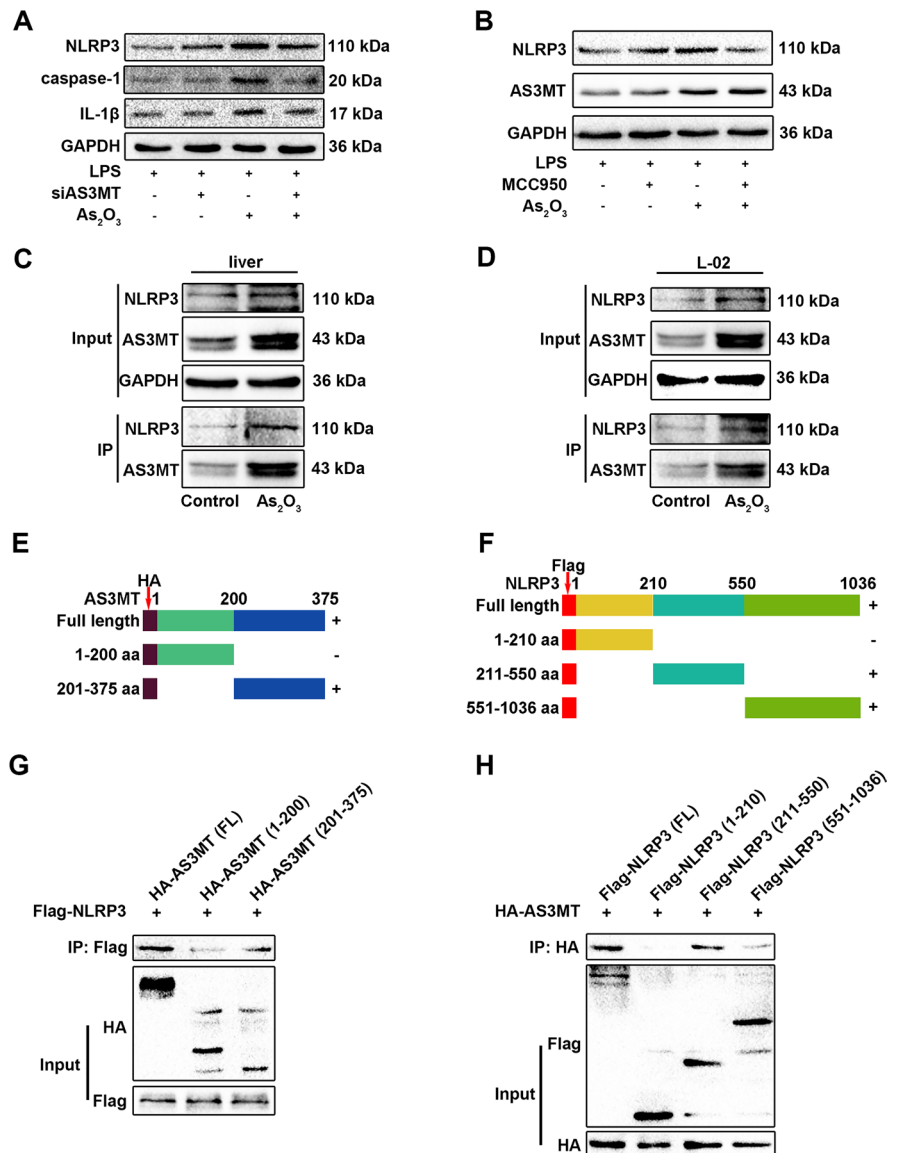 A
NLRP3 110 kDa
caspase-1 20 kDa
IL-1β 17 kDa
GAPDH 36 kDa
LPS + + + +
siAS3MT - + - +
As₂O₃ - - + +
B
NLRP3 110 kDa
AS3MT 43 kDa
GAPDH 36 kDa
LPS + + + +
MCC950 - + - +
As₂O₃ - - + +
C
liver
Input
NLRP3 110 kDa
AS3MT 43 kDa
GAPDH 36 kDa
IP
NLRP3 110 kDa
AS3MT 43 kDa
Control As₂O₃
D
L-02
Input
NLRP3 110 kDa
AS3MT 43 kDa
GAPDH 36 kDa
IP
NLRP3 110 kDa
AS3MT 43 kDa
Control As₂O₃
E
HA
AS3MT 1 200 375
Full length +
1-200 aa -
201-375 aa +
F
Flag
NLRP3 1 210 550 1036
Full length +
1-210 aa -
211-550 aa +
551-1036 aa +
G
HA-AS3MT (FL)
HA-AS3MT (1-200)
HA-AS3MT (201-375)
Flag-NLRP3 + + +
IP: Flag
Input
HA
Flag
H
Flag-NLRP3 (FL)
Flag-NLRP3 (1-210)
Flag-NLRP3 (211-550)
Flag-NLRP3 (551-1036)
HA-AS3MT + + + +
IP: HA
Input
Flag
HA